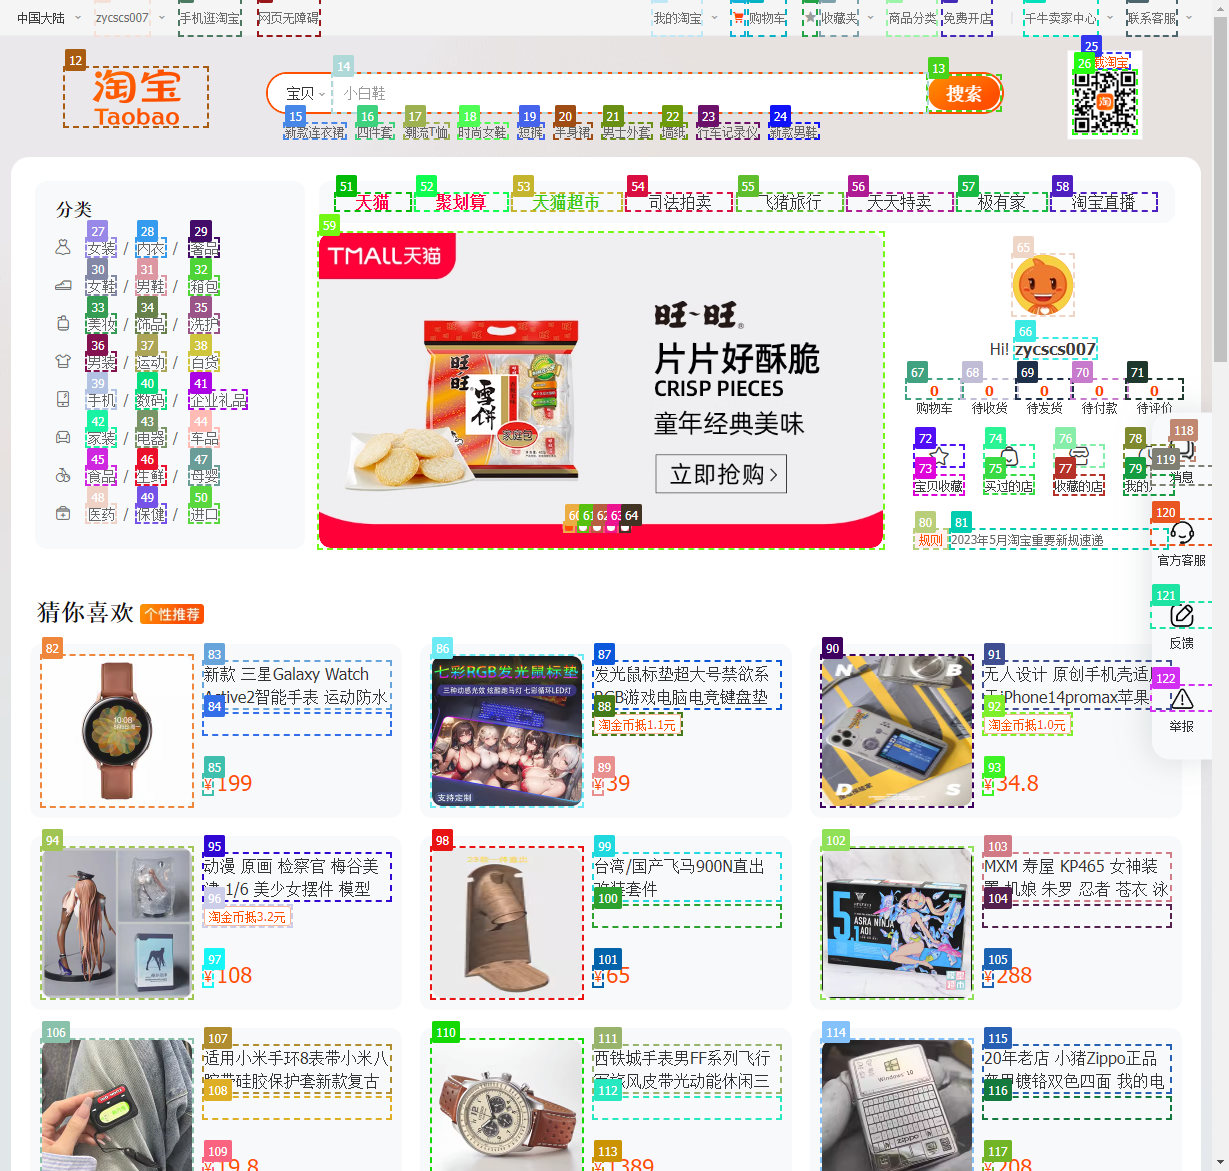 中国大陆
zycscs007
手机逛淘宝
网页无障碍
我的淘宝
购物车
收藏夹
商品分类
免费开店
千牛卖家中心
联系客服
12
淘宝
Taobao
宝贝
14
小白鞋
13
搜索
25
26
15 16 17 18 19 20 21 22 23 24
新款连衣裙
四件套
潮流T恤
时尚女鞋
短裤
半身裙
男士外套
墙纸
行车记录仪
新款男鞋
分类
27 28 29
女装 / 内衣 / 奢品
30 31 32
女鞋 / 男鞋 / 箱包
33 34 35
美妆 / 饰品 / 洗护
36 37 38
男装 / 运动 / 百货
39 40 41
手机 / 数码 / 企业礼品
42 43 44
家装 / 电器 / 车品
45 46 47
食品 / 生鲜 / 母婴
48 49 50
医药 / 保健 / 进口
51 52 53 54 55 56 57 58
天猫
聚划算
天猫超市
司法拍卖
飞猪旅行
天天特卖
极有家
淘宝直播
59
TMALL天猫
旺~旺®
片片好酥脆
CRISP PIECES
童年经典美味
立即抢购>
旺旺
雪饼
家庭包
64
65
66
Hi! zycscs007
67 68 69 70 71
0 0 0 0 0
购物车 待收货 待发货 待付款 待评价
72 74 76 78
73 75 77 79
宝贝收藏 买过的店 收藏的店
80 81
规则 2023年5月淘宝重要新规速递
118
119
消息
120
官方客服
121
反馈
122
举报
猜你喜欢 个性推荐
82 83
新款 三星Galaxy Watch
Active2智能手表 运动防水
84
85
¥199
10:08
86 87
七彩RGB发光鼠标垫
三种动感光效 炫酷跑马灯 七彩循环LED灯
支持定制
发光鼠标垫超大号禁欲系
RGB游戏电脑电竞键盘垫
88
淘金币抵1.1元
89
¥39
90 91
N B
D S
无人设计 原创手机壳适
于iPhone14promax苹果
92
淘金币抵1.0元
93
¥34.8
94 95
动漫 原画 检察官 梅谷美
1/6 美少女摆件 模型
96
淘金币抵3.2元
97
¥108
98 99
台湾/国产飞马900N直出
改装套件
100
101
¥65
102 103
5.1
ASRA NINJA
AOI
MXM 寿屋 KP465 女神装
置 机娘 朱罗 忍者 苍衣 泳
104
105
¥288
106 107
适用小米手环8表带小米八
腕带硅胶保护套新款复古
108
109
¥19.8
110 111
西铁城手表男FF系列飞行
军旅风皮带光动能休闲三
112
113
¥1389
114 115
Windows 10
zippo
20年老店 小猪Zippo正品
镀铬双色四面 我的电
116
117
¥208